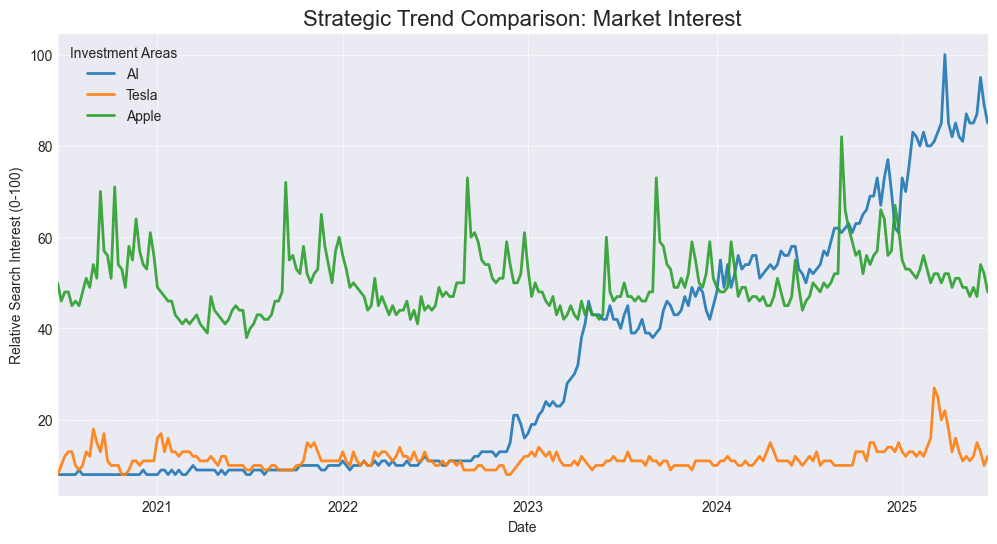 Strategic Trend Comparison: Market Interest
Investment Areas
AI
Tesla
Apple
Relative Search Interest (0-100)
100
80
60
40
20
2021
2022
2023
2024
2025
Date